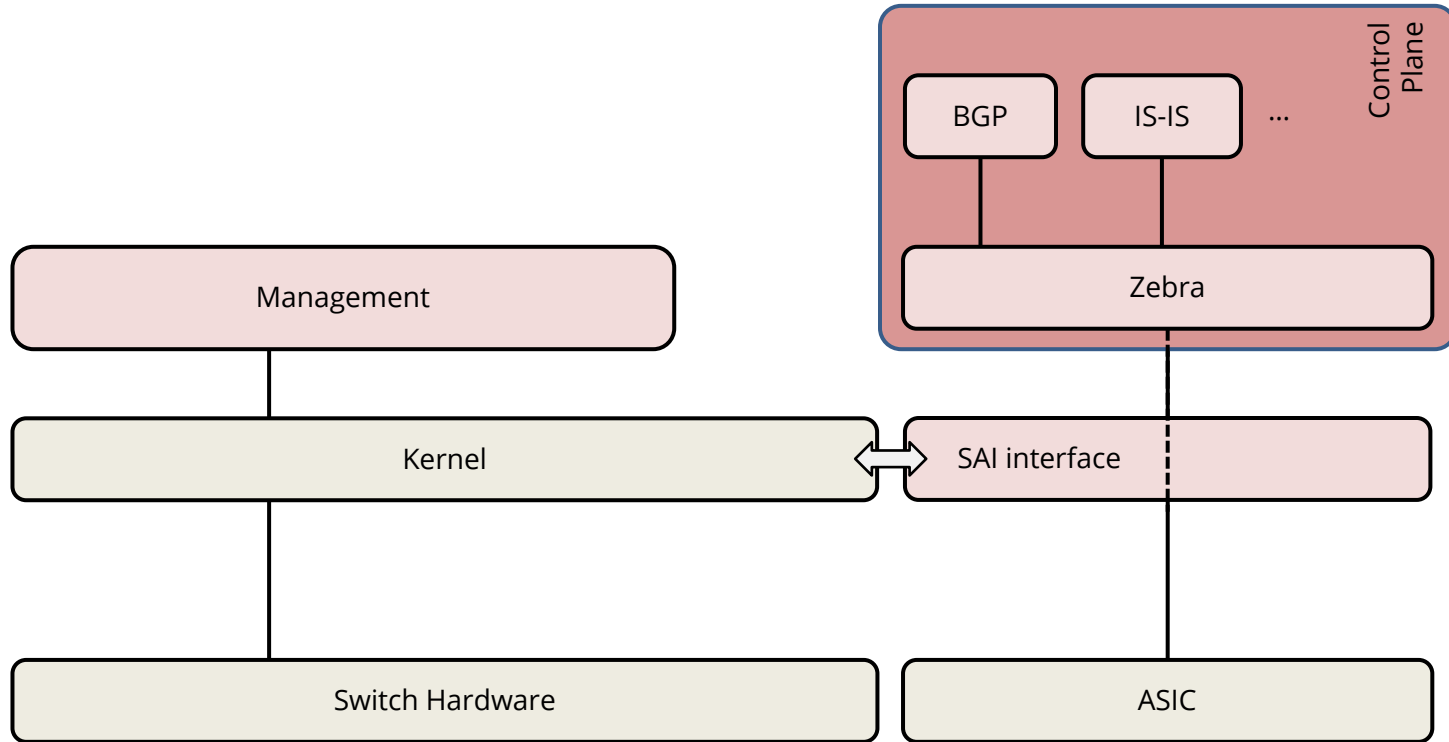 Control
Plane
BGP
IS-IS
...
Zebra
Management
Kernel
SAI interface
Switch Hardware
ASIC